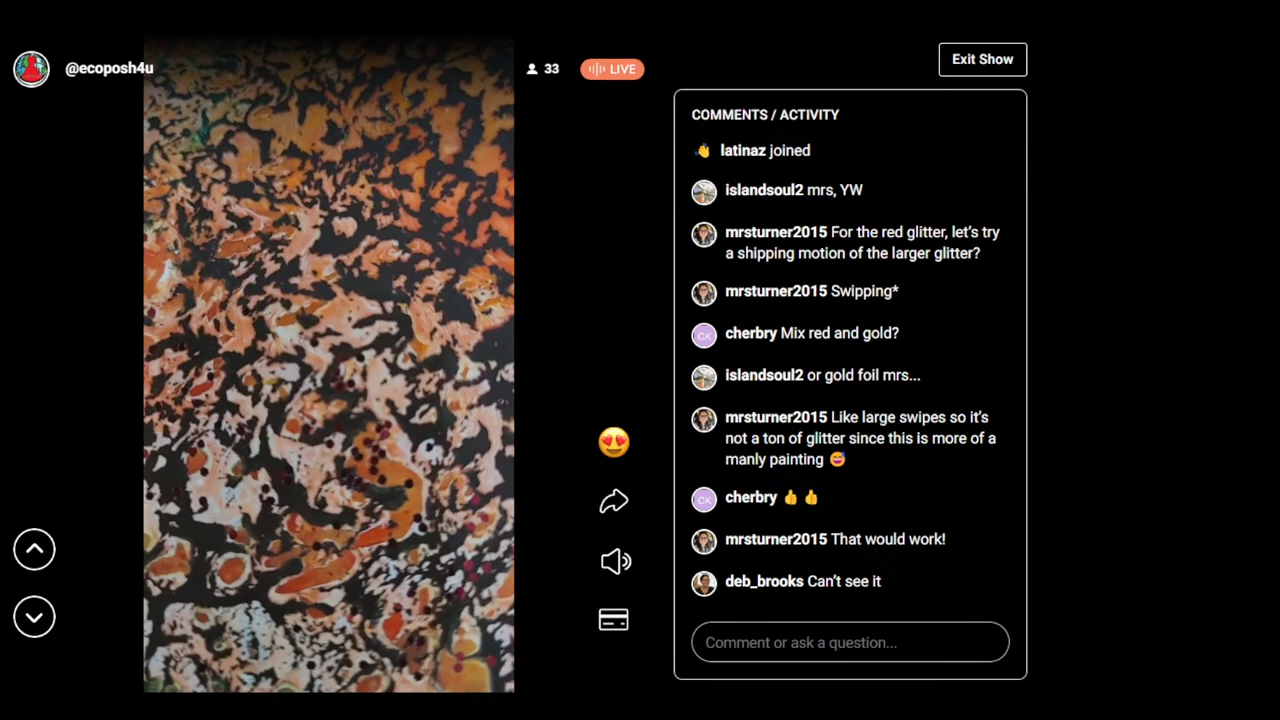 @ecoposh4u
33
LIVE
Exit Show
COMMENTS / ACTIVITY
latinaz joined
islandsoul2 mrs, YW
mrsturner2015 For the red glitter, let's try
a shipping motion of the larger glitter?
mrsturner2015 Swipping*
CK cherbry Mix red and gold?
islandsoul2 or gold foil mrs...
mrsturner2015 Like large swipes so it's
not a ton of glitter since this is more of a
manly painting 😅
CK cherbry 👍 👍
mrsturner2015 That would work!
deb_brooks Can't see it
Comment or ask a question...